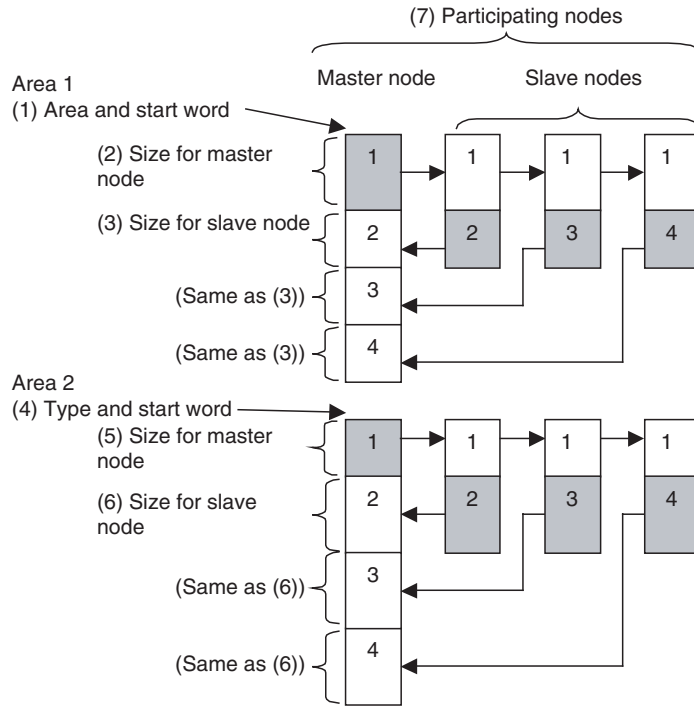 (7) Participating nodes
Master node
Slave nodes
Area 1
(1) Area and start word
(2) Size for master
node
1 1 1 1
(3) Size for slave node
2 2 3 4
(Same as (3))
3
(Same as (3))
4
Area 2
(4) Type and start word
(5) Size for master
node
1 1 1 1
(6) Size for slave
node
2 2 3 4
(Same as (6))
3
(Same as (6))
4